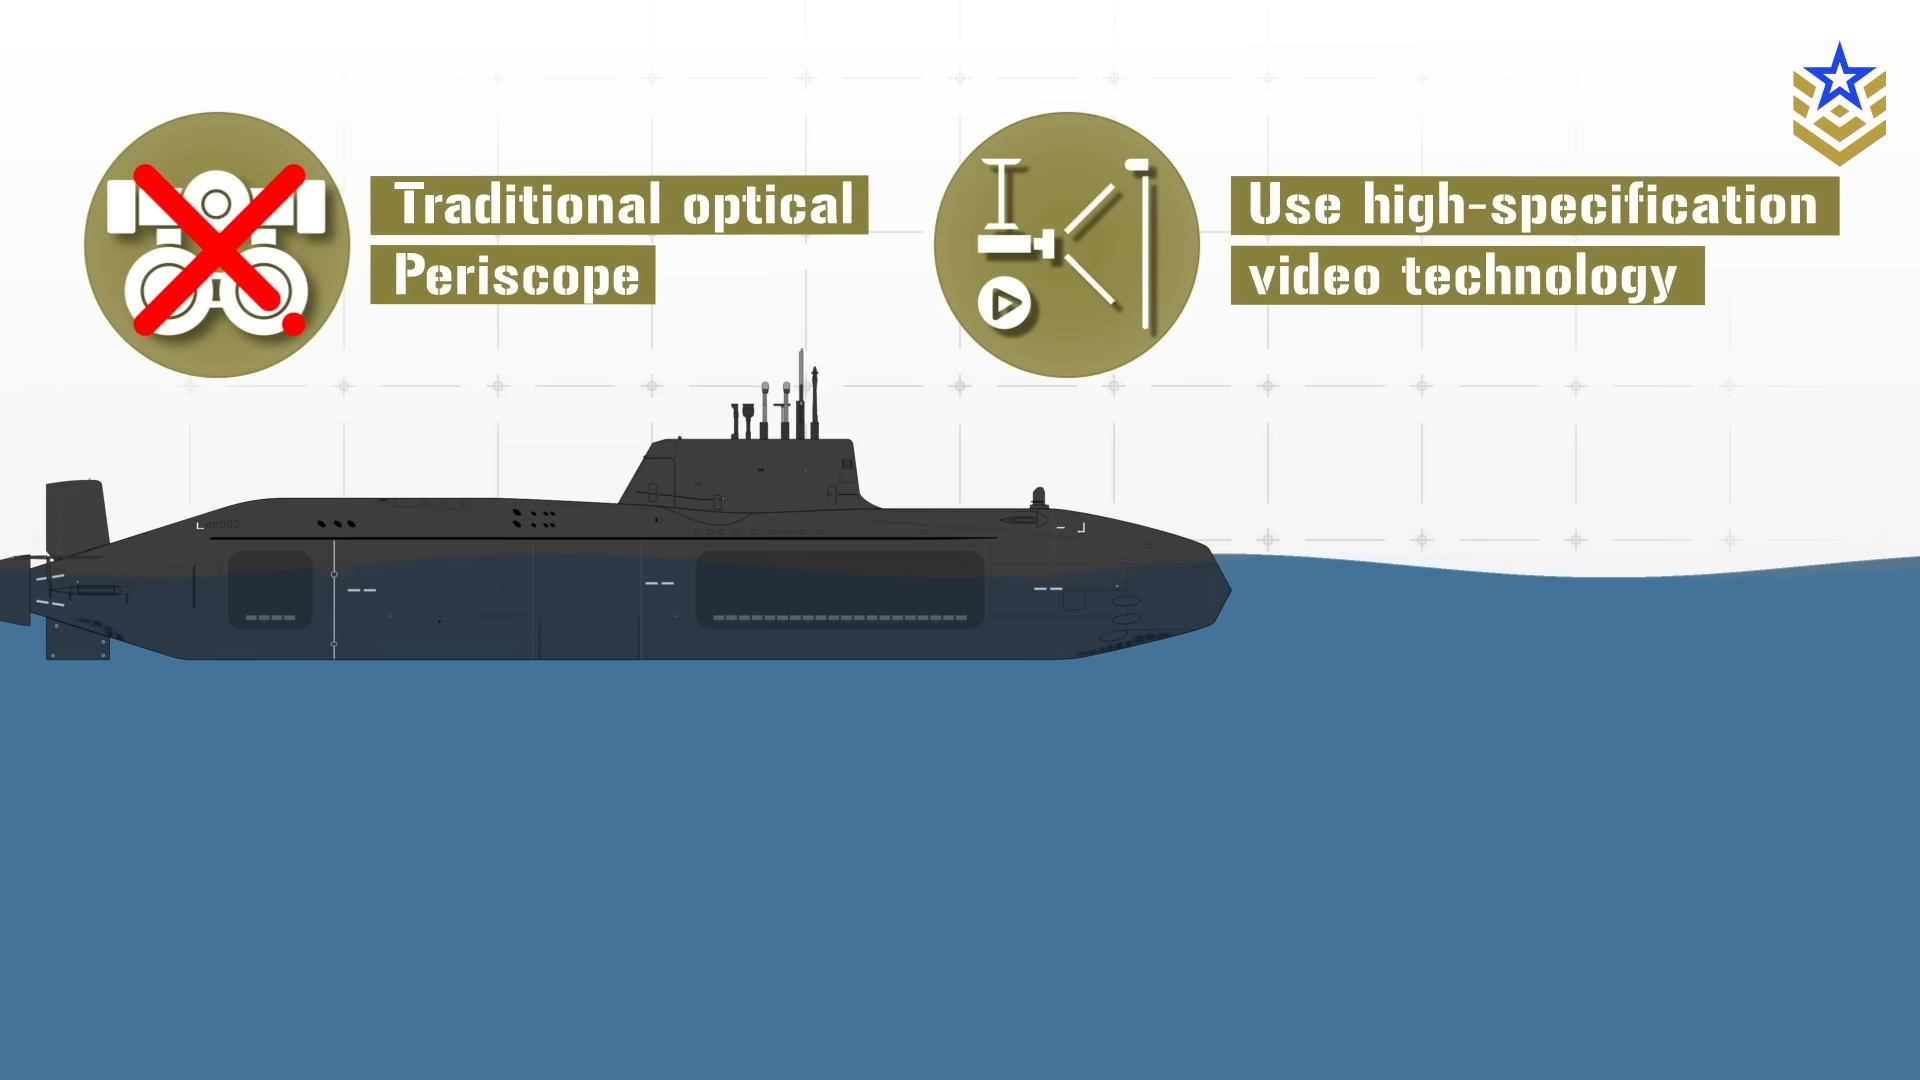 Traditional optical
Periscope
Use high-specification
video technology